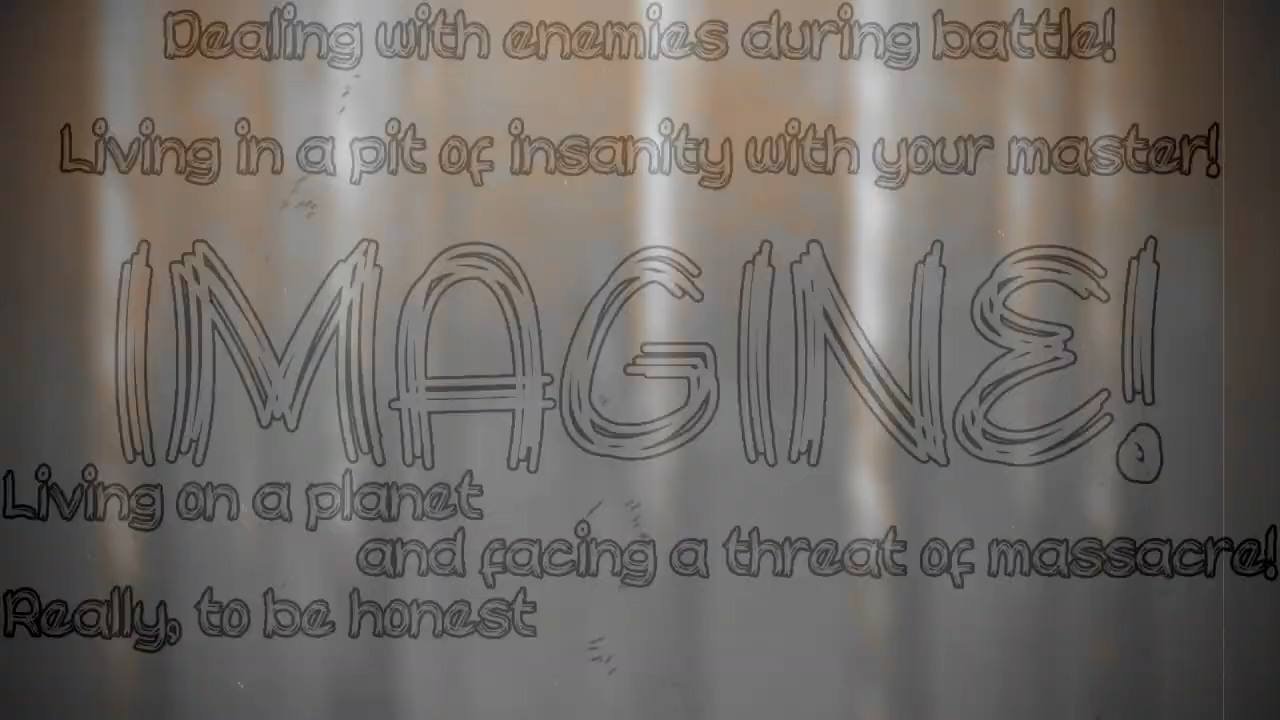 Dealing with enemies during battle!
Living in a pit of insanity with your master!
IMAGINE!
Living on a planet
and facing a threat of massacre!
Really, to be honest